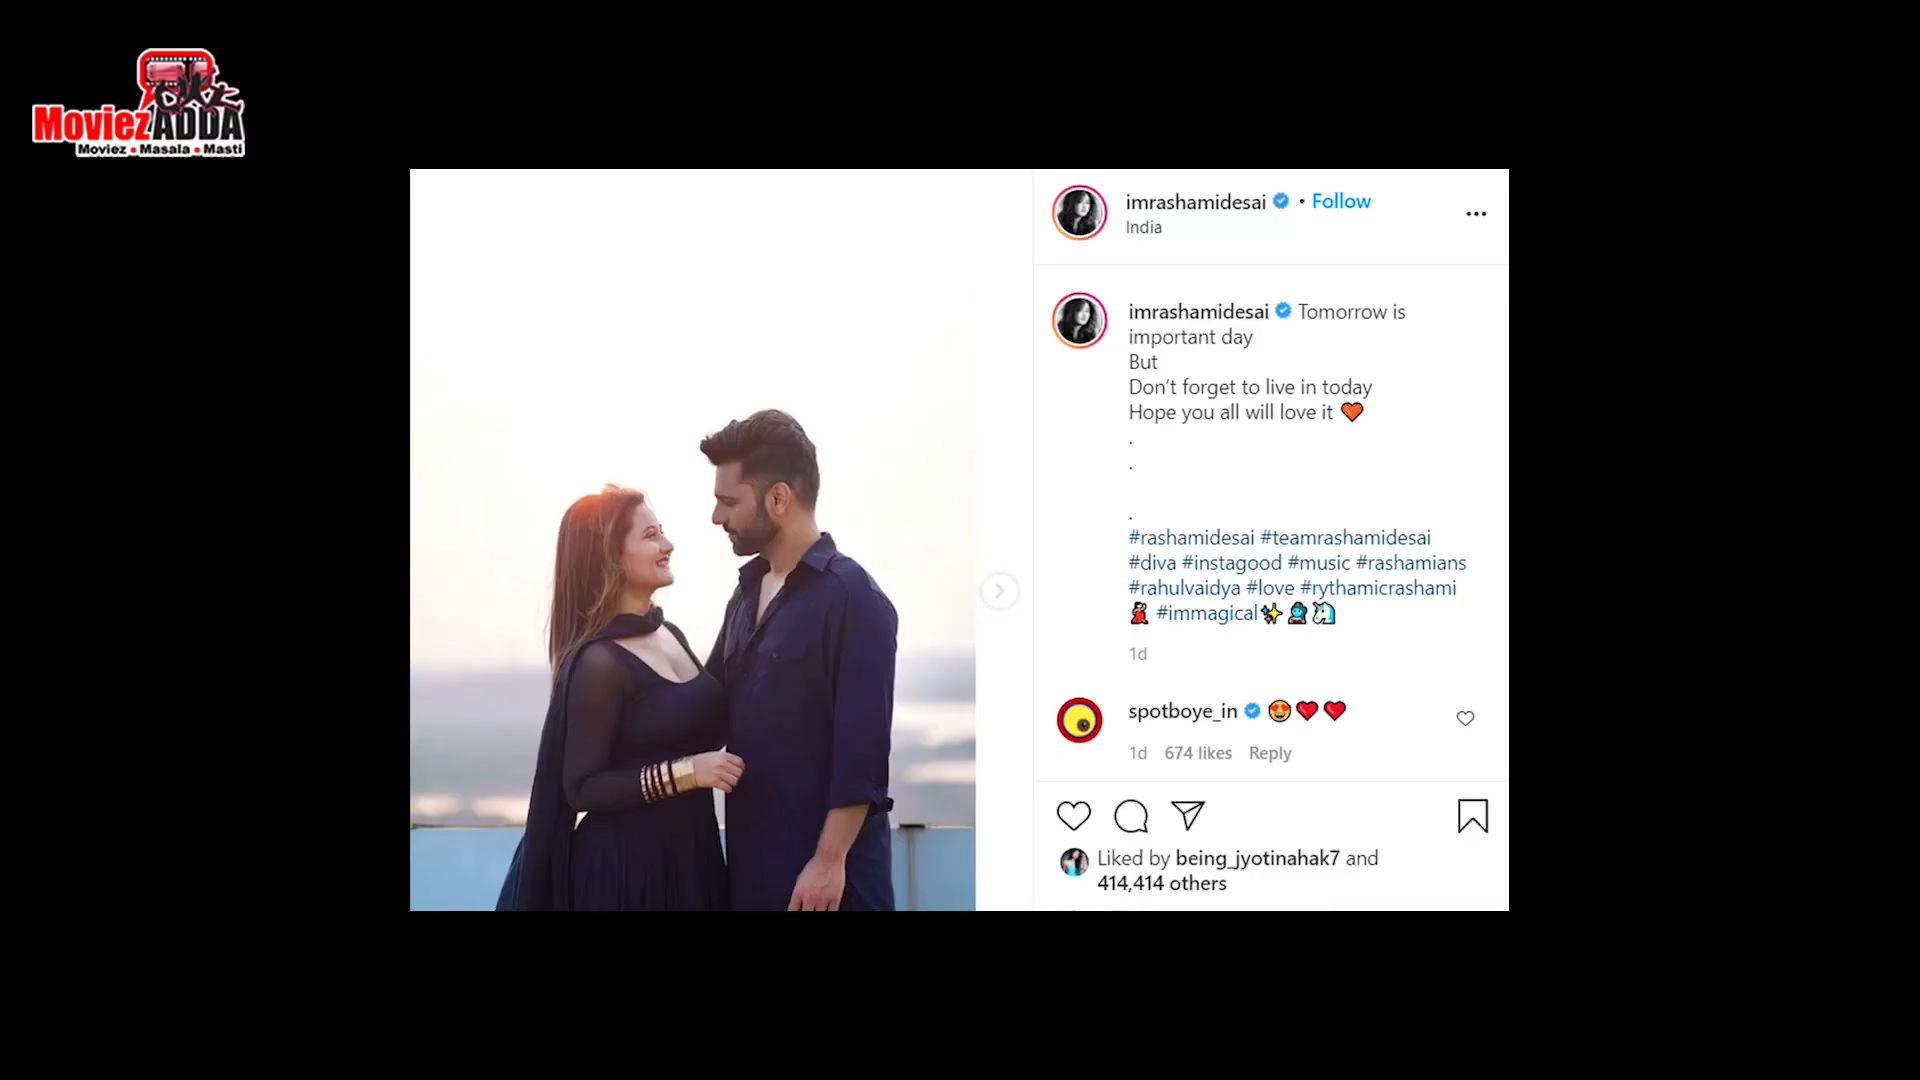 MoviezADDA
Moviez • Masala • Masti
imrashamidesai • Follow
India
•••
imrashamidesai Tomorrow is
important day
But
Don’t forget to live in today
Hope you all will love it 🧡
.
.
.
#rashamidesai #teamrashamidesai
#diva #instagood #music #rashamians
#rahulvaidya #love #rythamicrashami
💃 #immagical✨🧝‍♀️🦄
1d
spotboye_in 😍❤️❤️
1d 674 likes Reply
Liked by being_jyotinahak7 and
414,414 others